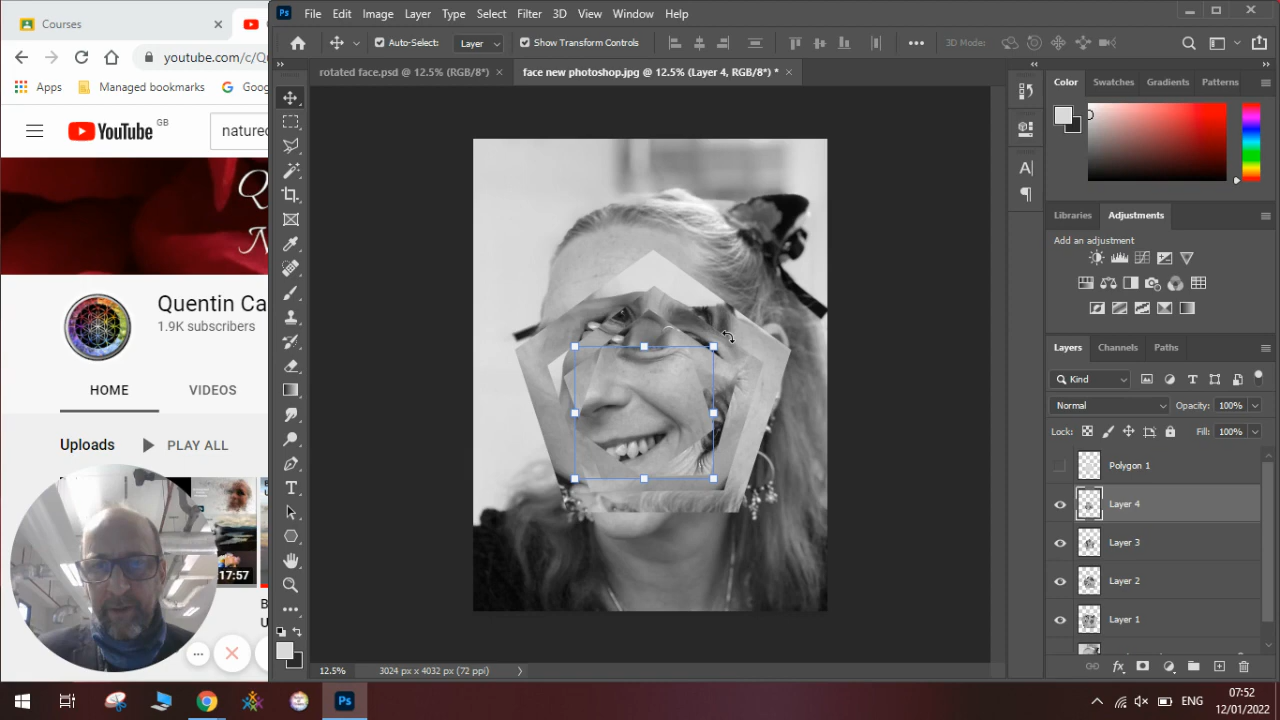 Courses
youtube.com/c/Qu
Apps
Managed bookmarks
G
Goo
YouTube
GB
natured
Q
N
Quentin Ca
1.9K subscribers
HOME
VIDEOS
Uploads
PLAY ALL
17:57
B
U
Ps
File
Edit
Image
Layer
Type
Select
Filter
3D
View
Window
Help
Auto-Select:
Layer
Show Transform Controls
3D Mode:
rotated face.psd @ 12.5% (RGB/8*)
face new photoshop.jpg @ 12.5% (Layer 4, RGB/8*) *
12.5%
3024 px x 4032 px (72 ppi)
Color
Swatches
Gradients
Patterns
Libraries
Adjustments
Add an adjustment
Layers
Channels
Paths
Kind
Normal
Opacity: 100%
Lock:
Fill: 100%
Polygon 1
Layer 4
Layer 3
Layer 2
Layer 1
Ps
ENG
07:52
12/01/2022